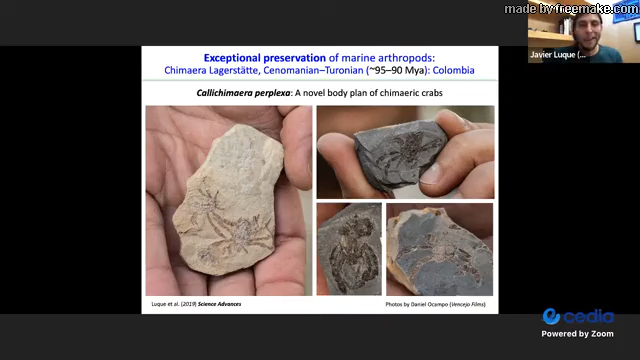 made by freemake.com
Javier Luque (...
Exceptional preservation of marine arthropods:
Chimaera Lagerstätte, Cenomanian–Turonian (~95–90 Mya): Colombia
Callichimaera perplexa: A novel body plan of chimaeric crabs
Luque et al. (2019) Science Advances
Photos by Daniel Ocampo (Vencejo Films)
cedia
Powered by Zoom